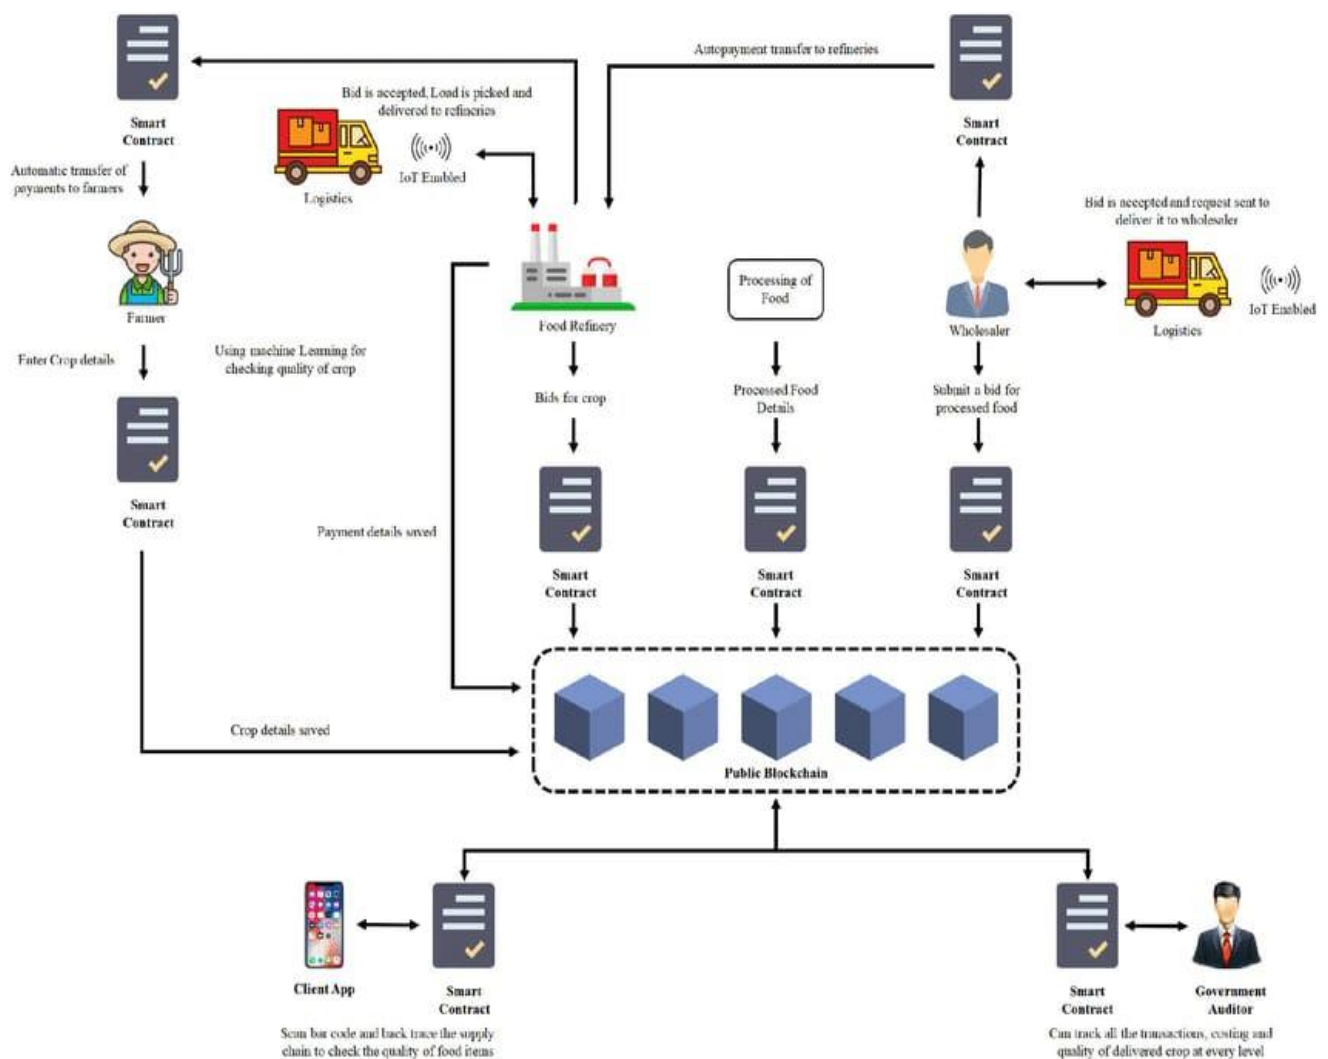 Autopayment transfer to refineries
Bid is accepted, Load is picked and
delivered to refineries
Smart
Contract
Smart
Contract
IoT Enabled
Automatic transfer of
payments to farmers
Logistics
Bid is accepted and request sent to
deliver it to wholesaler
Processing of
Food
IoT Enabled
Farmer
Food Refinery
Wholesaler
Logistics
Enter Crop details
Using machine Learning for
checking quality of crop
Bids for crop
Processed Food
Details
Submit a bid for
processed food
Smart
Contract
Payment details saved
Smart
Contract
Smart
Contract
Smart
Contract
Crop details saved
Public Blockchain
Client App
Smart
Contract
Smart
Contract
Government
Auditor
Scan bar code and back trace the supply
chain to check the quality of food items
Can track all the transactions, costing and
quality of delivered crop at every level